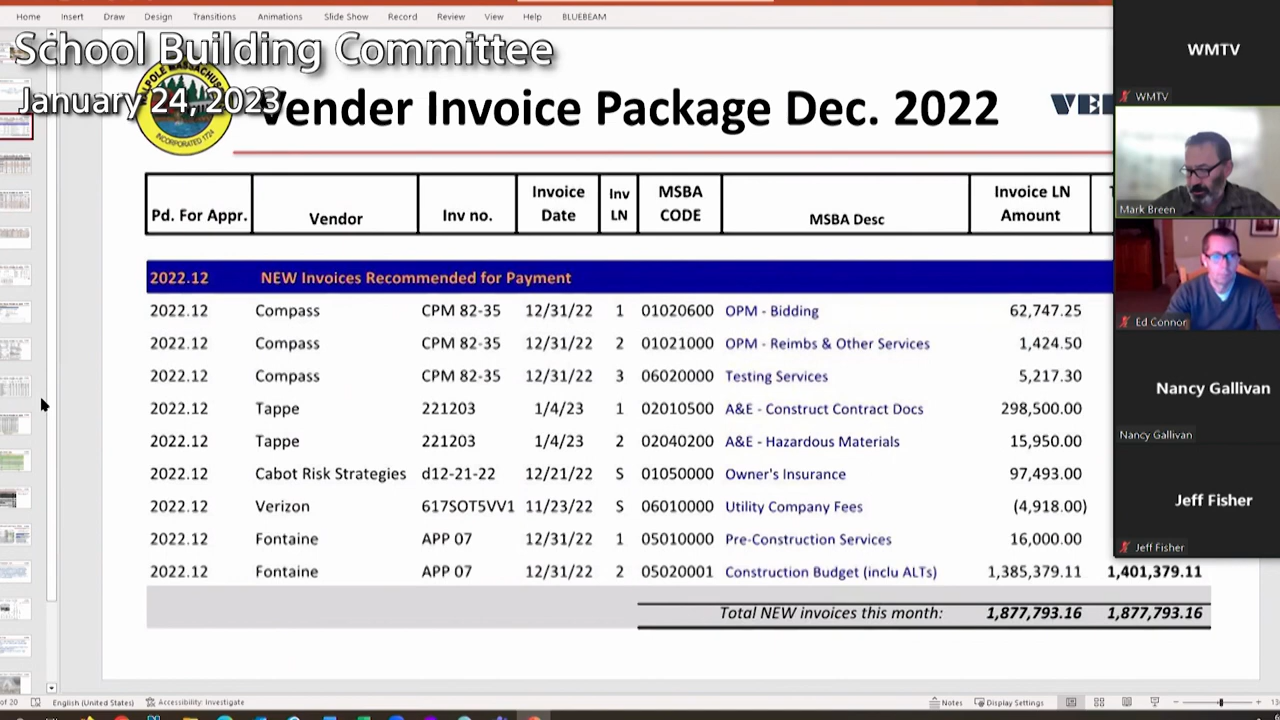 Home Insert Draw Design Transitions Animations Slide Show Record Review View Help BLUEBEAM
School Building Committee
January 24, 2023
Vender Invoice Package Dec. 2022
INCORPORATED 1724
Pd. For Appr. Vendor Inv no. Invoice Date Inv LN MSBA CODE MSBA Desc Invoice LN Amount
2022.12 NEW Invoices Recommended for Payment
2022.12 Compass CPM 82-35 12/31/22 1 01020600 OPM - Bidding 62,747.25
2022.12 Compass CPM 82-35 12/31/22 2 01021000 OPM - Reimbs & Other Services 1,424.50
2022.12 Compass CPM 82-35 12/31/22 3 06020000 Testing Services 5,217.30
2022.12 Tappe 221203 1/4/23 1 02010500 A&E - Construct Contract Docs 298,500.00
2022.12 Tappe 221203 1/4/23 2 02040200 A&E - Hazardous Materials 15,950.00
2022.12 Cabot Risk Strategies d12-21-22 12/21/22 S 01050000 Owner's Insurance 97,493.00
2022.12 Verizon 617SOT5VV1 11/23/22 S 06010000 Utility Company Fees (4,918.00)
2022.12 Fontaine APP 07 12/31/22 1 05010000 Pre-Construction Services 16,000.00
2022.12 Fontaine APP 07 12/31/22 2 05020001 Construction Budget (inclu ALTs) 1,385,379.11 1,401,379.11
Total NEW invoices this month: 1,877,793.16 1,877,793.16
WMTV
WMTV
Mark Breen
Ed Connor
Nancy Gallivan
Nancy Gallivan
Jeff Fisher
Jeff Fisher
of 20 English (United States) Accessibility: Investigate Notes Display Settings